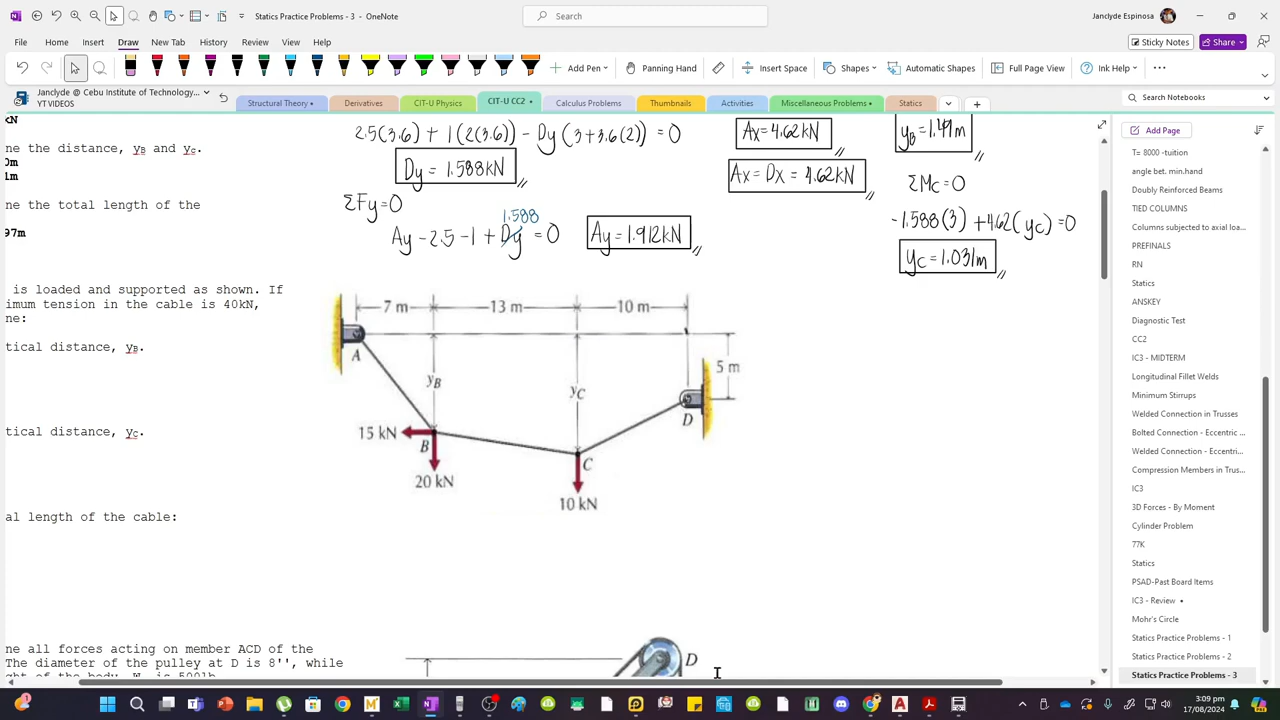 Statics Practice Problems - 3 - OneNote
Search
Janclyde Espinosa
File Home Insert Draw New Tab History Review View Help
Sticky Notes
Share
Add Pen
Panning Hand
Insert Space
Shapes
Automatic Shapes
Full Page View
Ink Help
Janclyde @ Cebu Institute of Technology...
YT VIDEOS
Structural Theory
Derivatives
CIT-U Physics
CIT-U CC2
Calculus Problems
Thumbnails
Activities
Miscellaneous Problems
Statics
Search Notebooks
Add Page
kN
ne the distance, yB and yC.
0m
1m
ne the total length of the
97m
2.5(3.6) + 1(2(3.6)) - Dy(3+3.6(2)) = 0
Dy = 1.588kN
ΣFy=0
1.588
Ay - 2.5 - 1 + Dy = 0
Ay = 1.912kN
Ax = 4.62kN
Ax = Dx = 4.62kN
yB = 1.49m
ΣMc=0
-1.588(3) + 4.62(yc) = 0
yc = 1.031m
is loaded and supported as shown. If
imum tension in the cable is 40kN,
ne:
tical distance, yB.
tical distance, yC.
al length of the cable:
7 m
13 m
10 m
A
yB
yC
5 m
D
15 kN
B
C
20 kN
10 kN
ne all forces acting on member ACD of the
The diameter of the pulley at D is 8'', while
ght of the body, W, is 500lb
D
T= 8000 -tuition
angle bet. min.hand
Doubly Reinforced Beams
TIED COLUMNS
Columns subjected to axial loa...
PREFINALS
RN
Statics
ANSKEY
Diagnostic Test
CC2
IC3 - MIDTERM
Longitudinal Fillet Welds
Minimum Stirrups
Welded Connection in Trusses
Bolted Connection - Eccentric ...
Welded Connection - Eccentric ...
Compression Members in Trus...
IC3
3D Forces - By Moment
Cylinder Problem
77K
Statics
PSAD-Past Board Items
IC3 - Review
Mohr's Circle
Statics Practice Problems - 1
Statics Practice Problems - 2
Statics Practice Problems - 3
3:09 pm
17/08/2024